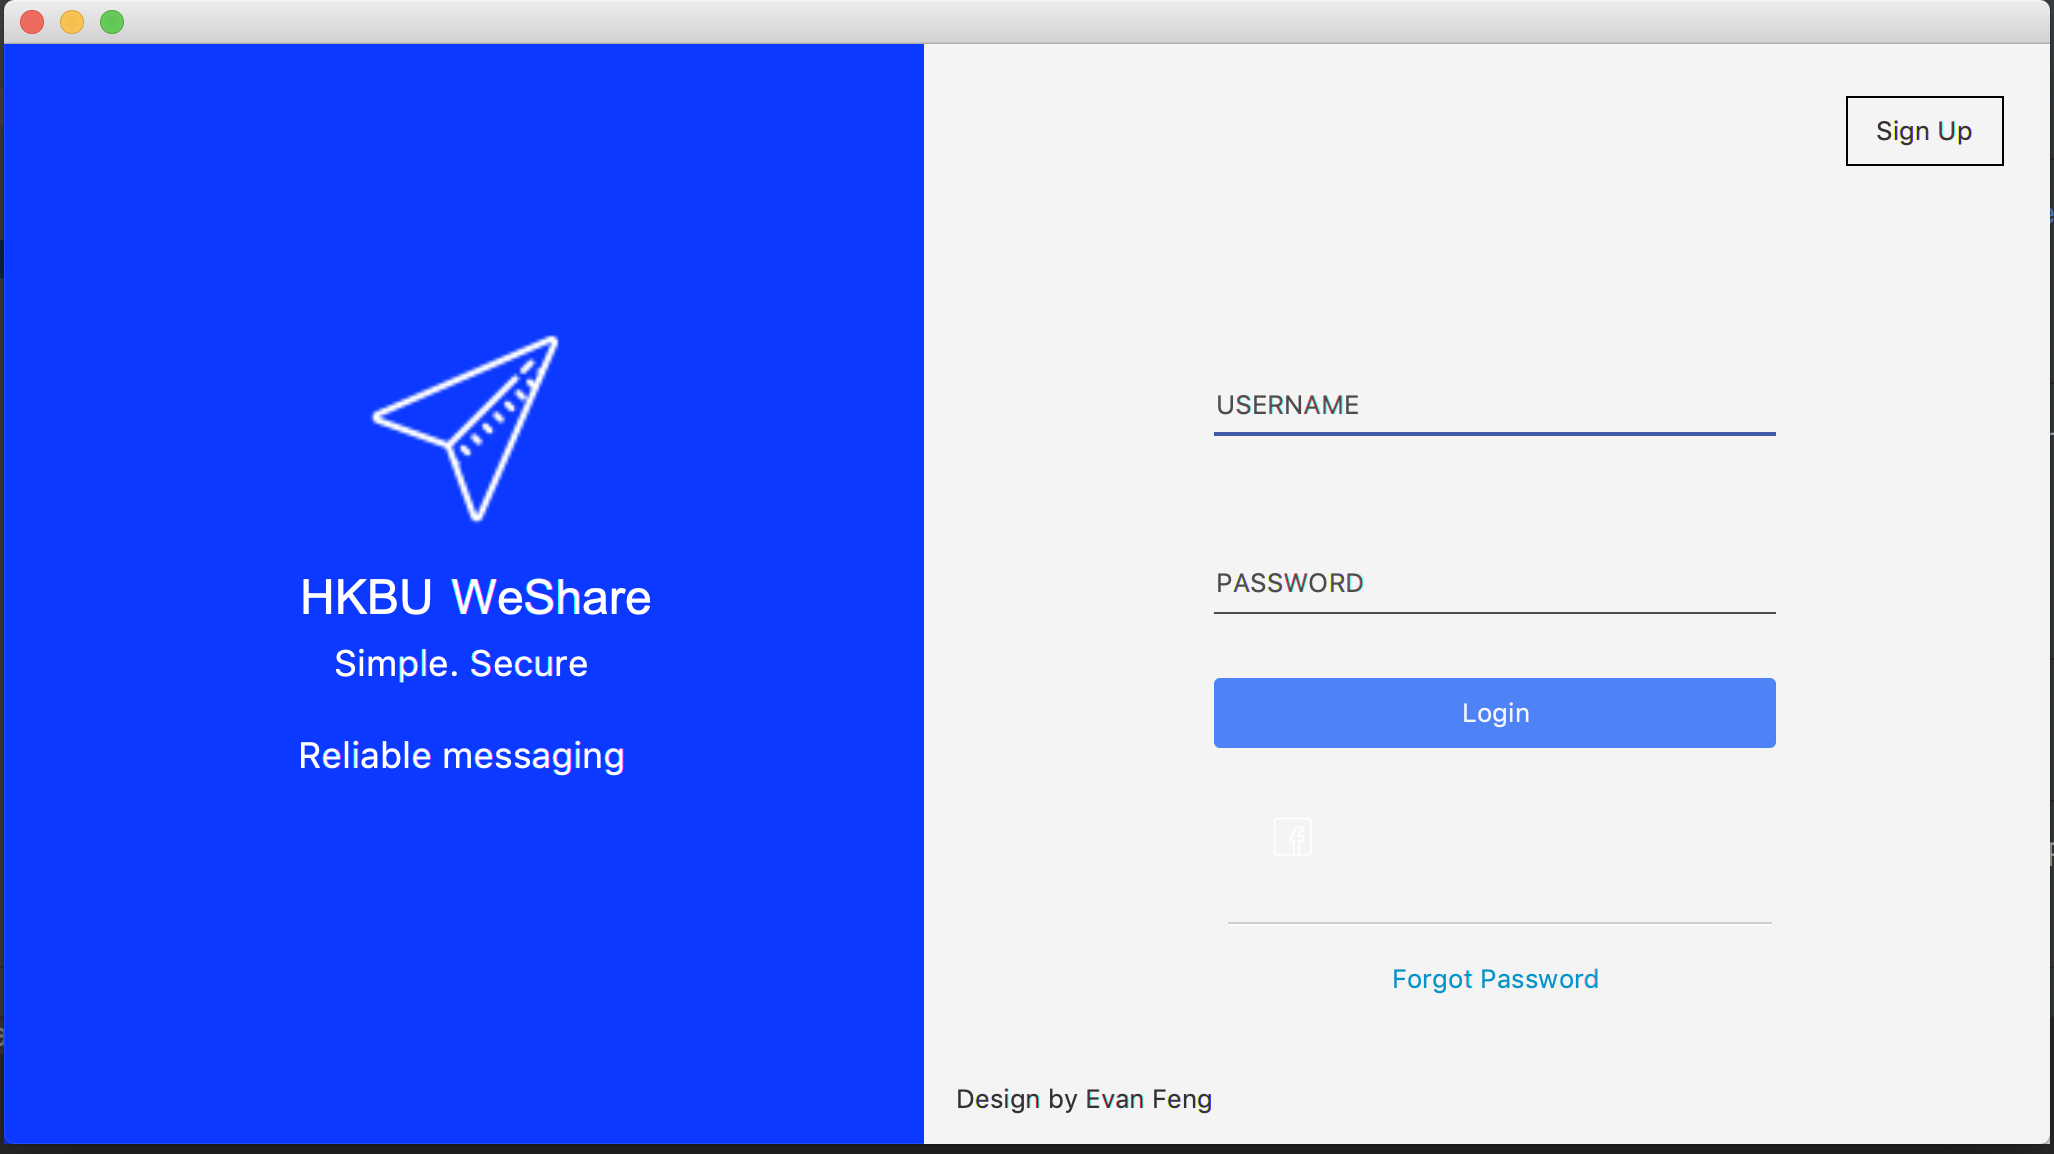 HKBU WeShare
Simple. Secure
Reliable messaging
Sign Up
USERNAME
PASSWORD
Login
Forgot Password
Design by Evan Feng